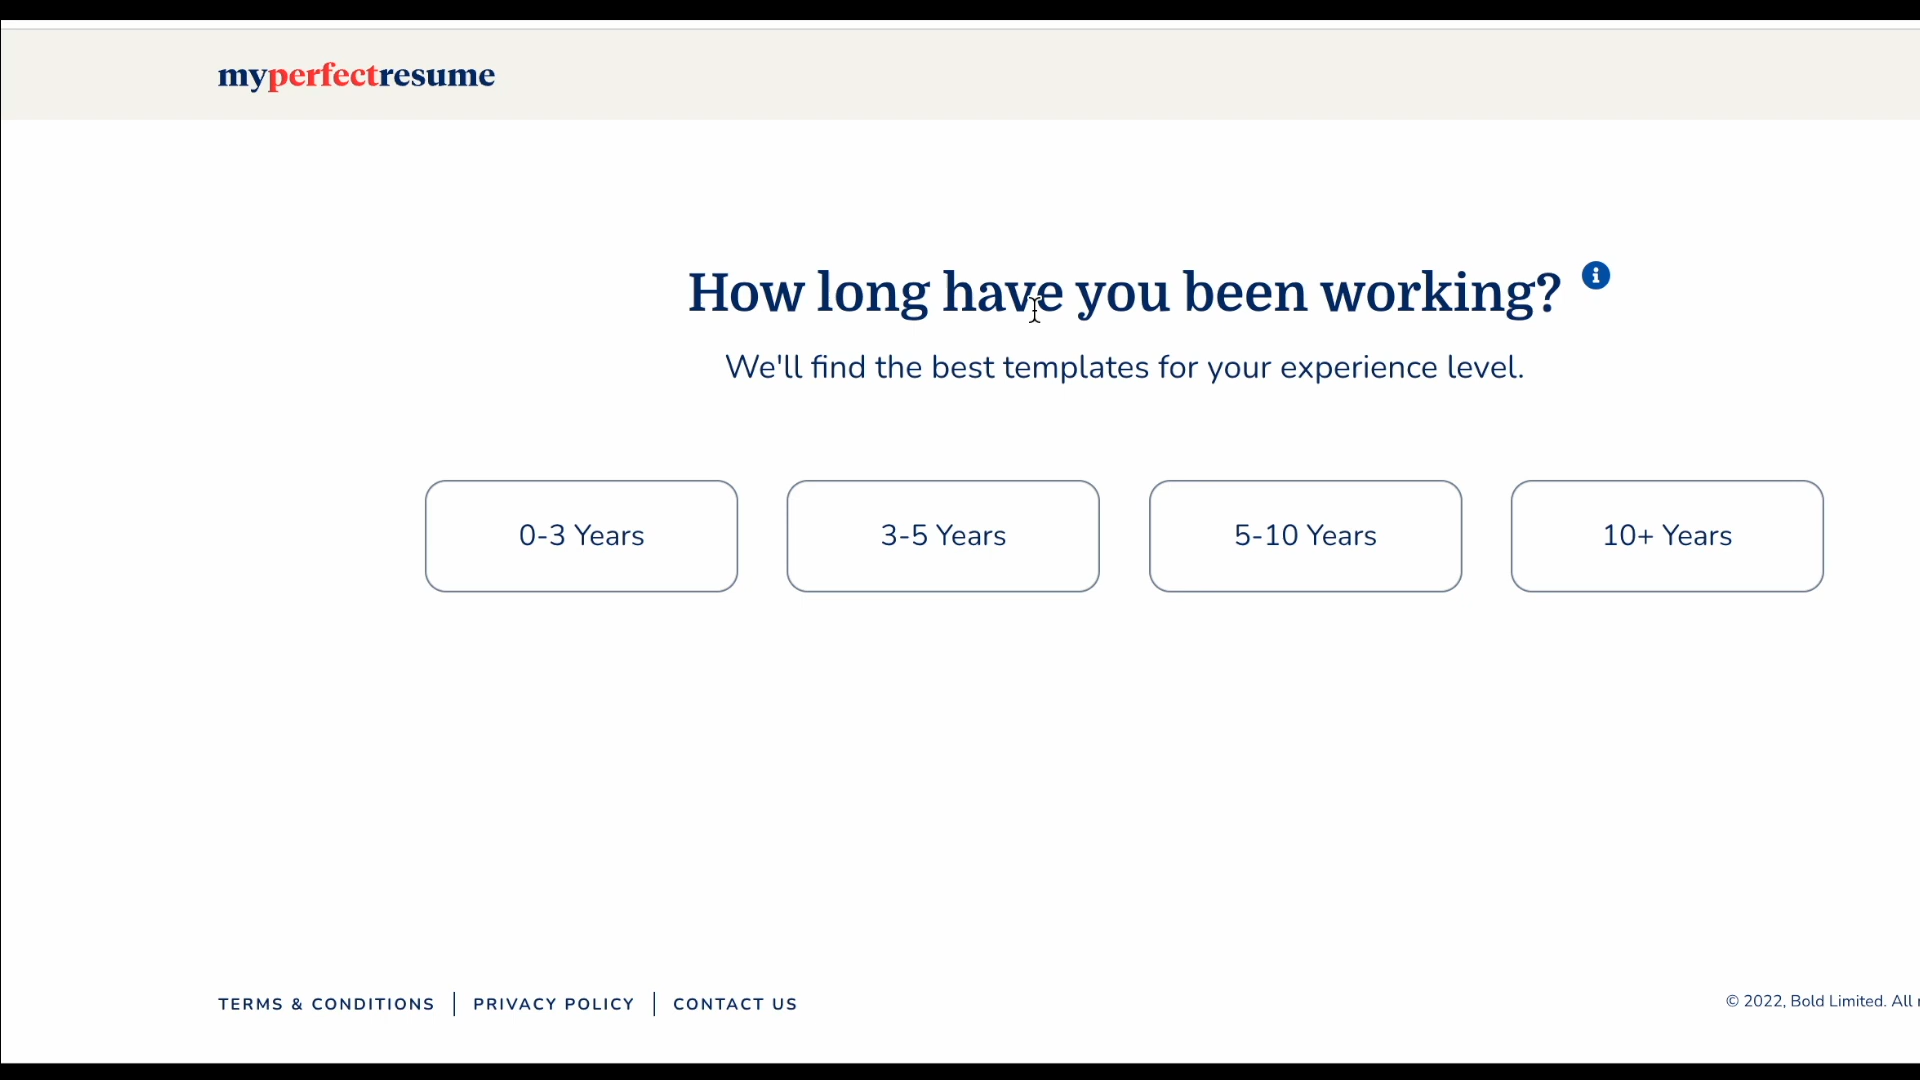 myperfectresume
How long have you been working?
We'll find the best templates for your experience level.
0-3 Years
3-5 Years
5-10 Years
10+ Years
TERMS & CONDITIONS
PRIVACY POLICY
CONTACT US
© 2022, Bold Limited. All